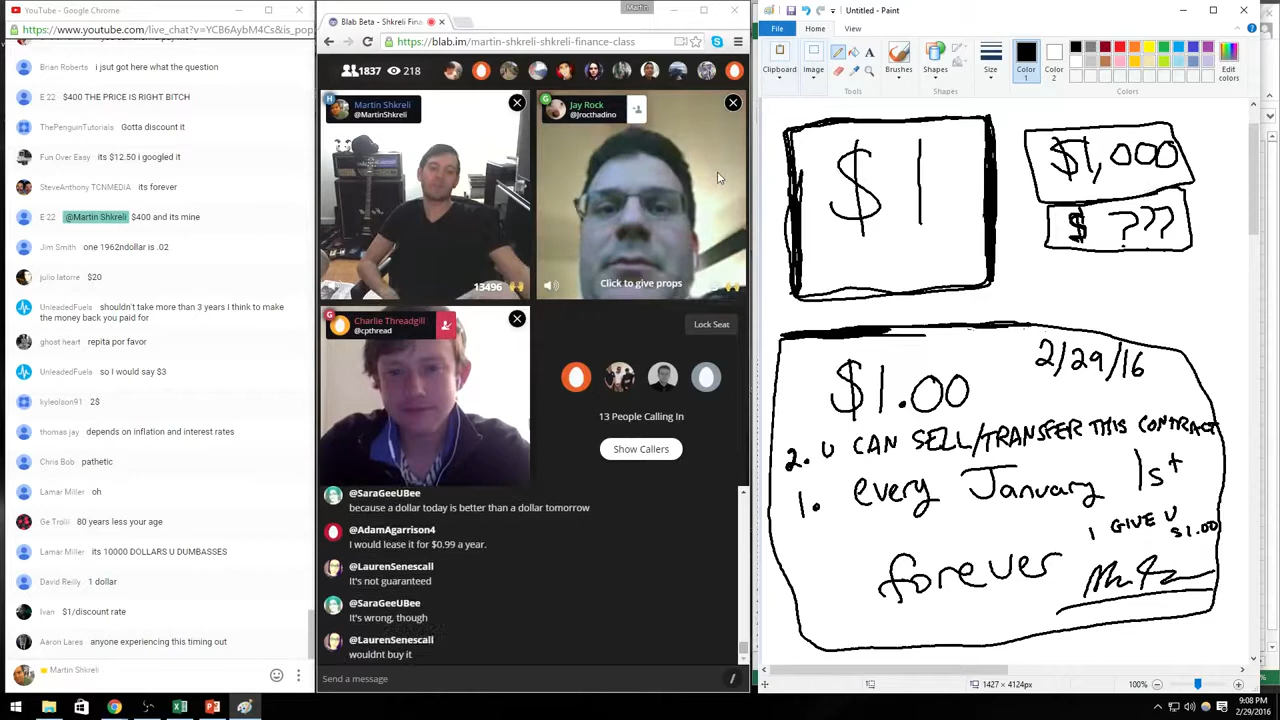 YouTube - Google Chrome
https://www.youtube.com/live_chat?v=YCB6AybM4Cs&is_pop
Brian Roberts i jsut got here what the question
E 22 $400 THE PRICE IS RIGHT BITCH
ThePenguinTutorials Gotta discount it
Fun Over Easy its $12.50 i googled it
SteveAnthony TCNMEDIA its forever
E 22 @Martin Shkreli $400 and its mine
Jim Smith one 1962ndollar is .02
julio latorre $20
UnleadedFuels shouldn't take more than 3 years I think to
make the money back you paid for
ghost heart repita por favor
UnleadedFuels so I would say $3
kyleolson91 2$
thomas jay depends on inflation and interest rates
Chris Bob pathetic
Lamar Miller oh
Ge Trolli 80 years less your age
Lamar Miller its 10000 DOLLARS U DUMBASSES
David Reilly 1 dollar
Ivan $1/discount rate
Aaron Lares anyone experiencing this timing out
Martin Shkreli
Martin
Blab Beta - Shkreli Fina
https://blab.im/martin-shkreli-shkreli-finance-class
1837 218
H Martin Shkreli
@MartinShkreli
13496
G Jay Rock
@Jrocthadino
Click to give props
G Charlie Threadgill
@cpthread
Lock Seat
13 People Calling In
Show Callers
@SaraGeeUBee
because a dollar today is better than a dollar tomorrow
@AdamAgarrison4
I would lease it for $0.99 a year.
@LaurenSenescall
It's not guaranteed
@SaraGeeUBee
It's wrong, though
@LaurenSenescall
wouldnt buy it
Send a message
Untitled - Paint
File Home View
Clipboard Image Brushes Shapes Size Color 1 Color 2 Edit colors
Tools Shapes Colors
$1
$1,000
$ ???
$1.00 2/29/16
2. U CAN SELL/TRANSFER THIS CONTRACT
1. every January 1st
I GIVE U
$1.00
forever
1427 × 4124px 100%
9:08 PM
2/29/2016